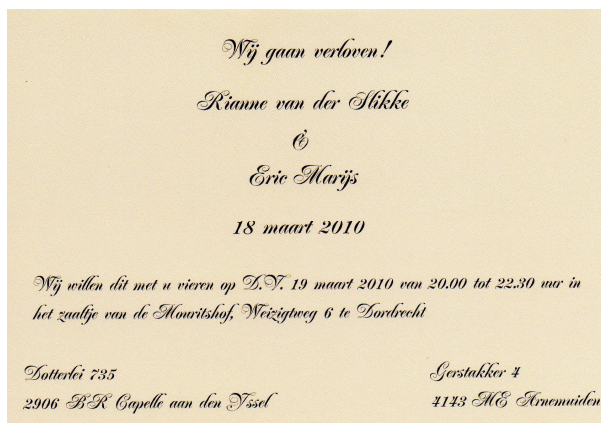 Wij gaan verloven!
Rianne van der Slikke
&
Eric Marijs
18 maart 2010
Wij willen dit met u vieren op D.V. 19 maart 2010 van 20.00 tot 22.30 uur in
het zaaltje van de Mouritshof, Weizigtweg 6 te Dordrecht
Dotterlei 735
2906 BR Capelle aan den Yssel
Gerstakker 4
4143 ME Arnemuiden